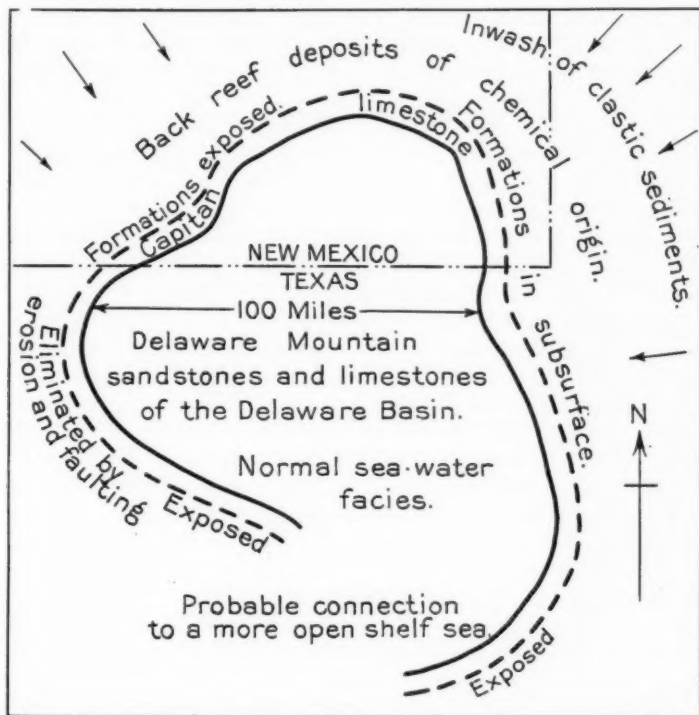 Inwash of clastic sediments.
Back reef deposits of chemical origin.
Formations exposed.
Capitan limestone
Formations in subsurface.
NEW MEXICO
TEXAS
100 Miles
Delaware Mountain
sandstones and limestones
of the Delaware Basin.
N
Eliminated by
erosion and faulting
Exposed
Normal sea-water
facies.
Probable connection
to a more open shelf sea.
Exposed